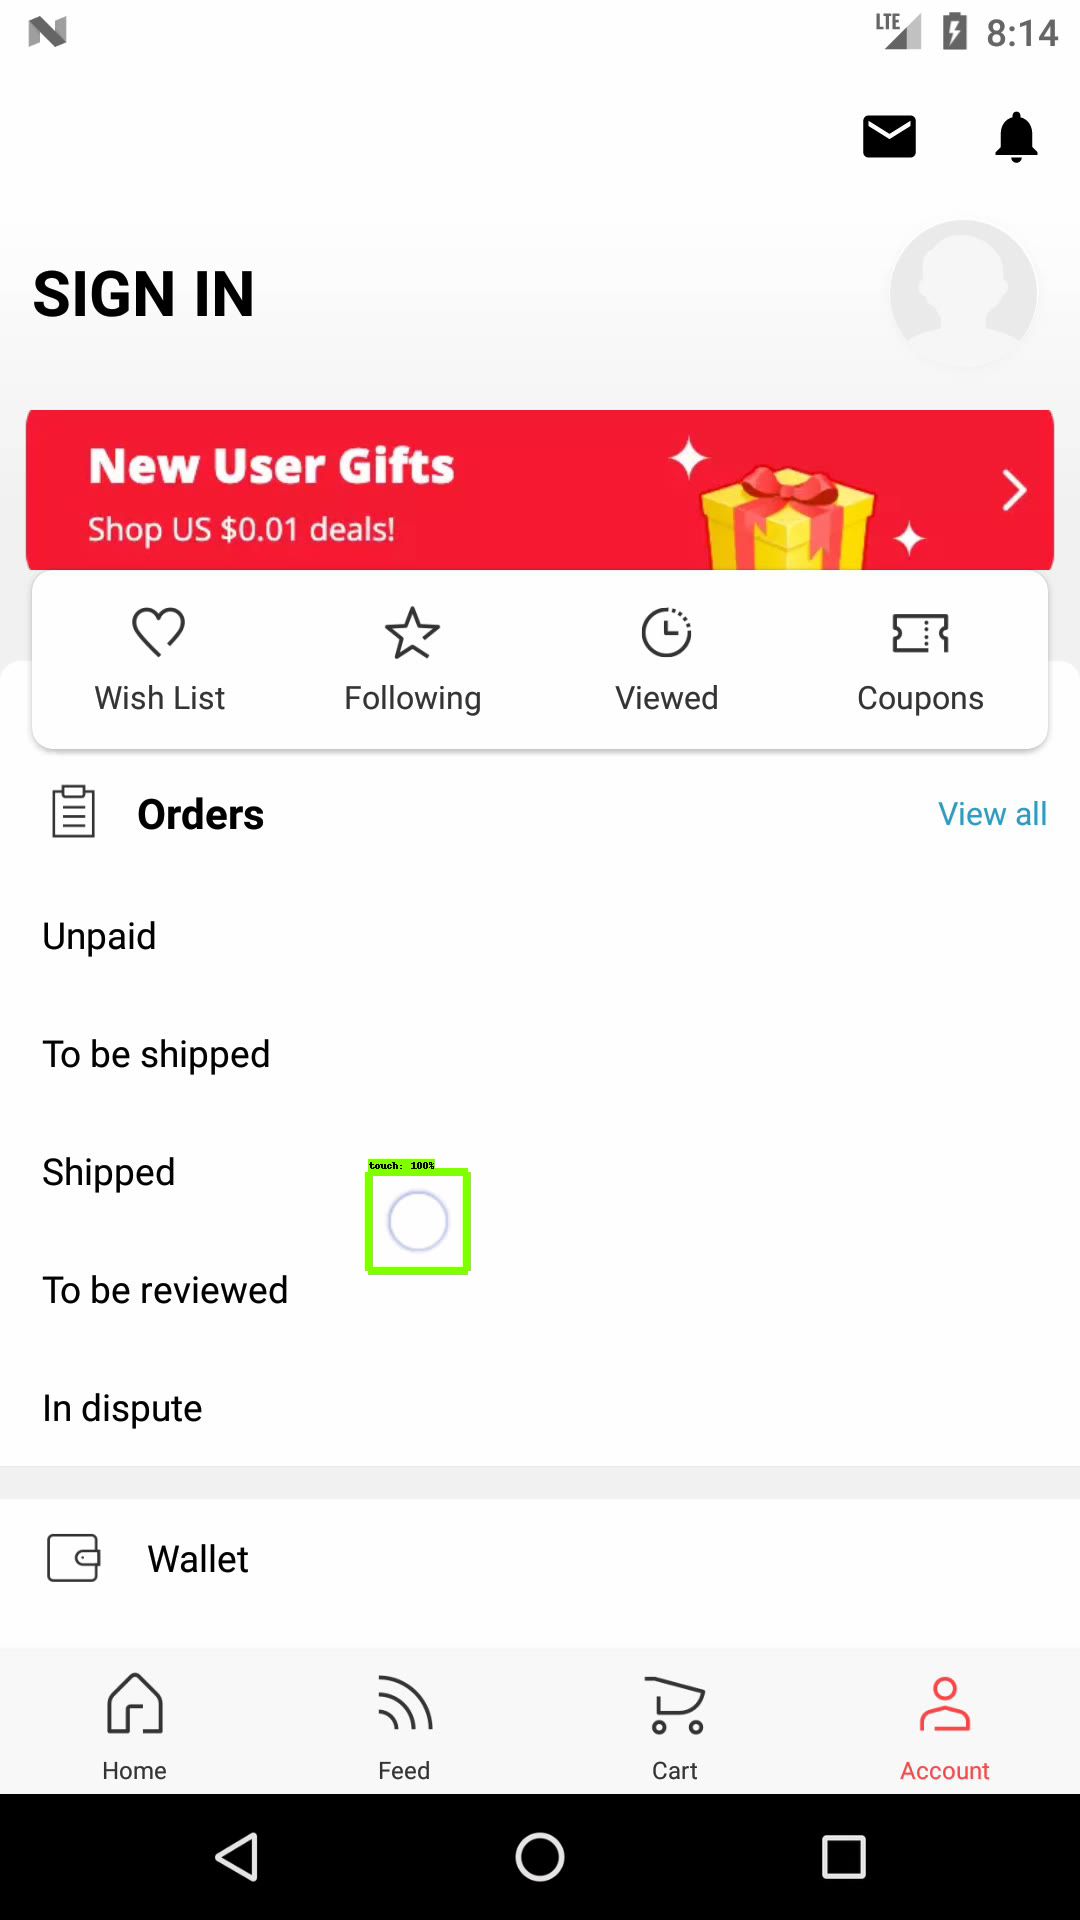 LTE 8:14
SIGN IN
New User Gifts
Shop US $0.01 deals!
Wish List Following Viewed Coupons
Orders View all
Unpaid
To be shipped
touch: 100%
Shipped
To be reviewed
In dispute
Wallet
Home Feed Cart Account